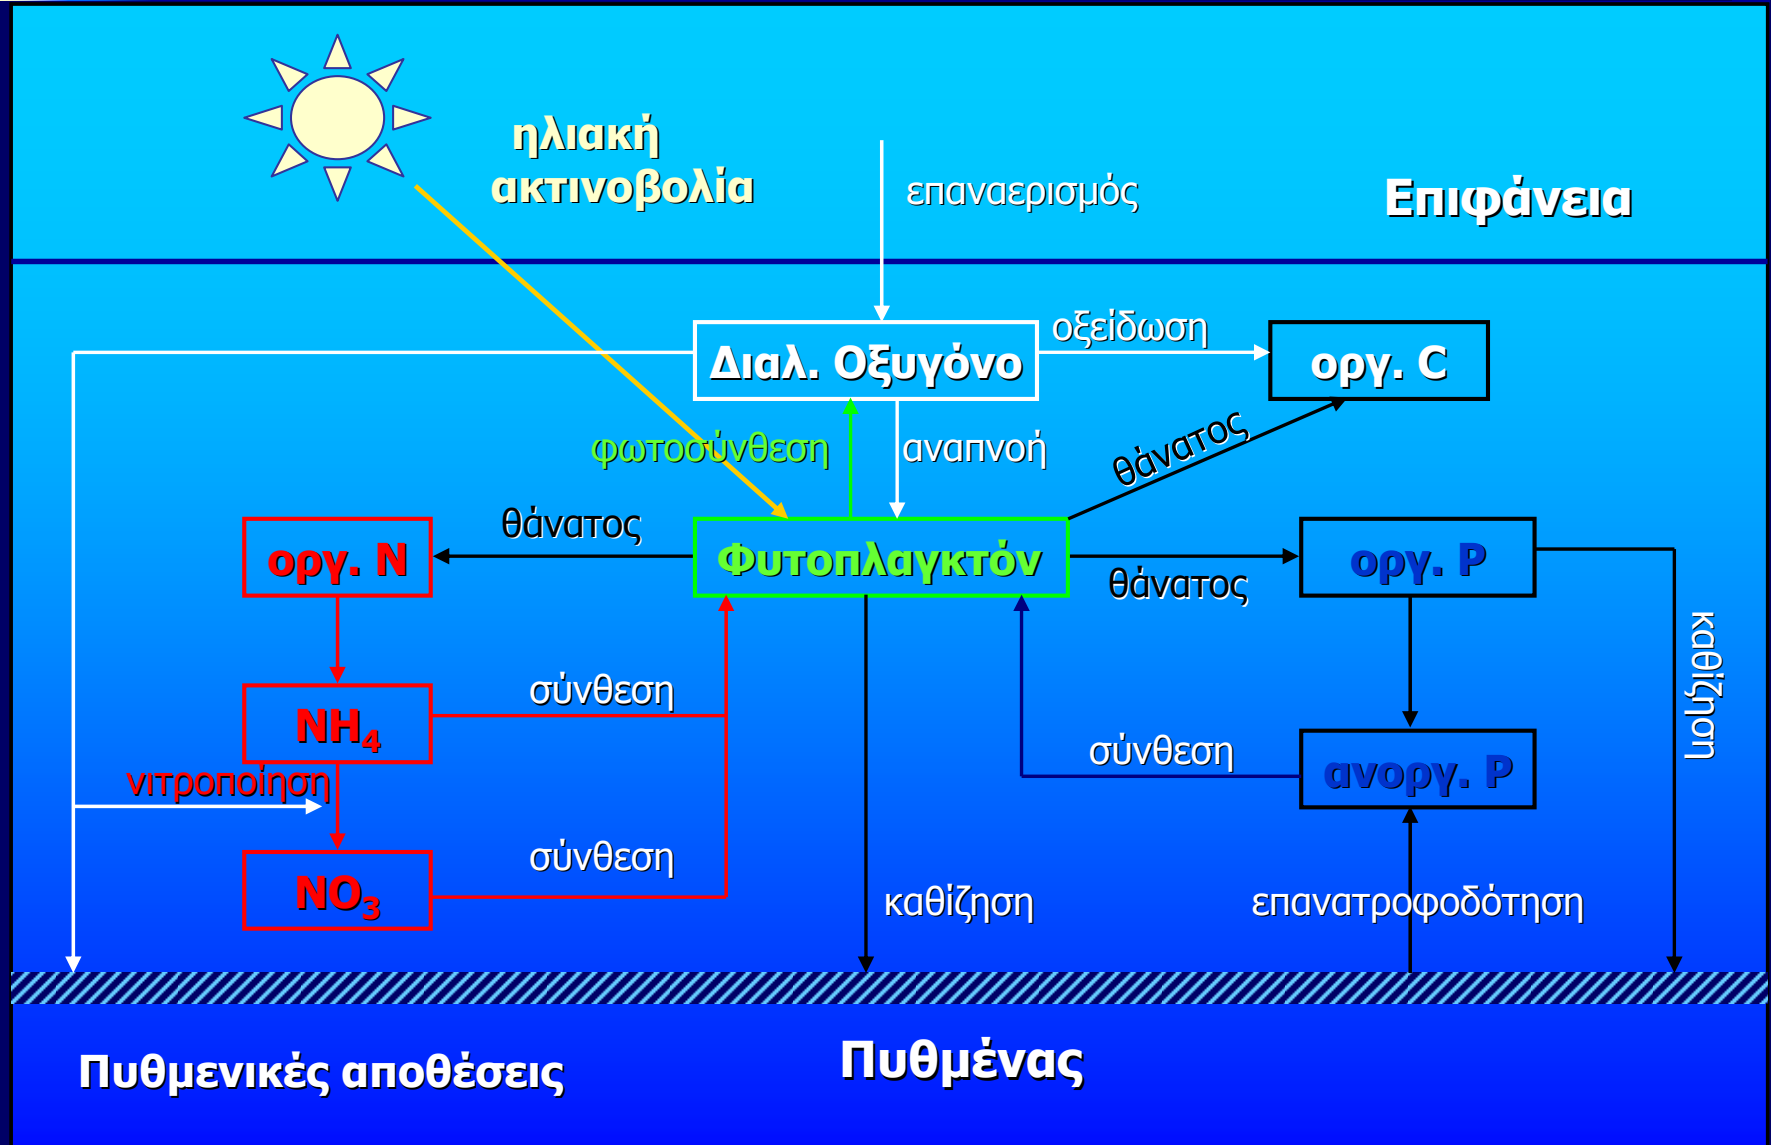 ηλιακή
ακτινοβολία
επαναερισμός
Επιφάνεια
οξείδωση
Διαλ. Οξυγόνο
οργ. C
φωτοσύνθεση
αναπνοή
θάνατος
θάνατος
οργ. N
Φυτοπλαγκτόν
οργ. P
θάνατος
καθίζηση
σύνθεση
NH4
σύνθεση
ανοργ. P
νιτροποίηση
σύνθεση
NO3
καθίζηση
επανατροφοδότηση
Πυθμένας
Πυθμενικές αποθέσεις